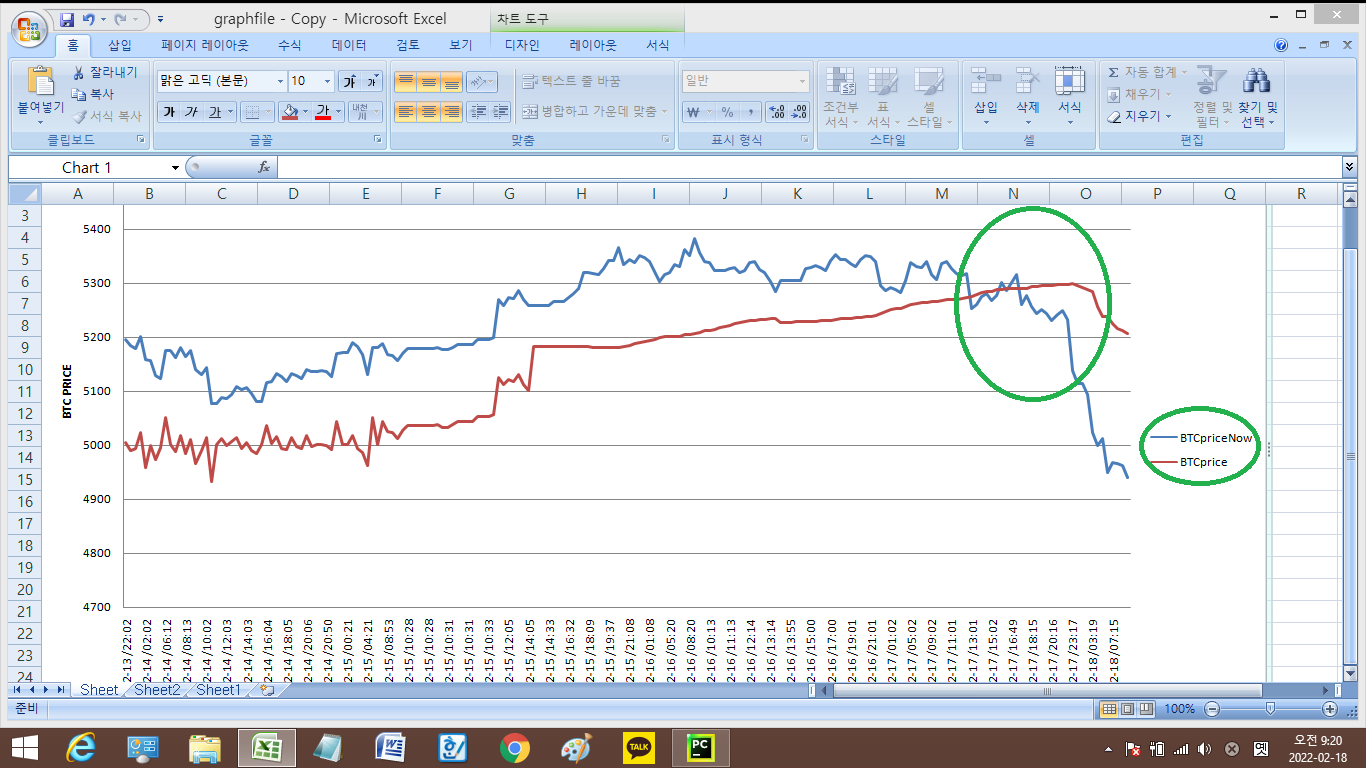 graphfile - Copy - Microsoft Excel
차트 도구
홈 삽입 페이지 레이아웃 수식 데이터 검토 보기 디자인 레이아웃 서식
붙여넣기
잘라내기
복사
서식 복사
클립보드
맑은 고딕 (본문) 10
가 가
가 가 가 가 내천
글꼴
텍스트 줄 바꿈
병합하고 가운데 맞춤
맞춤
일반
₩ % ,
표시 형식
조건부 서식
표 서식
셀 스타일
스타일
삽입 삭제 서식
셀
Σ 자동 합계
채우기
지우기
정렬 및 필터
찾기 및 선택
편집
Chart 1
fx
A B C D E F G H I J K L M N O P Q R
3
4
5
6
7
8
9
10
11
12
13
14
15
16
17
18
19
20
21
22
23
24
BTC PRICE
5400
5300
5200
5100
5000
4900
4800
4700
BTCpriceNow
BTCprice
2-13/22:02
2-14/02:02
2-14/06:12
2-14/08:13
2-14/10:02
2-14/12:03
2-14/14:03
2-14/16:04
2-14/18:05
2-14/20:06
2-14/20:50
2-15/00:21
2-15/04:21
2-15/08:53
2-15/10:28
2-15/10:28
2-15/10:31
2-15/10:31
2-15/10:33
2-15/12:05
2-15/14:05
2-15/14:33
2-15/16:32
2-15/18:09
2-15/19:37
2-15/21:08
2-16/01:08
2-16/05:20
2-16/08:20
2-16/10:13
2-16/11:13
2-16/12:14
2-16/13:14
2-16/13:55
2-16/15:00
2-16/17:00
2-16/19:01
2-16/21:01
2-17/01:02
2-17/05:02
2-17/09:02
2-17/11:01
2-17/13:01
2-17/15:02
2-17/16:49
2-17/18:15
2-17/20:16
2-17/23:17
2-18/03:19
2-18/07:15
Sheet Sheet2 Sheet1
준비
100%
TALK
PC
오전 9:20
2022-02-18